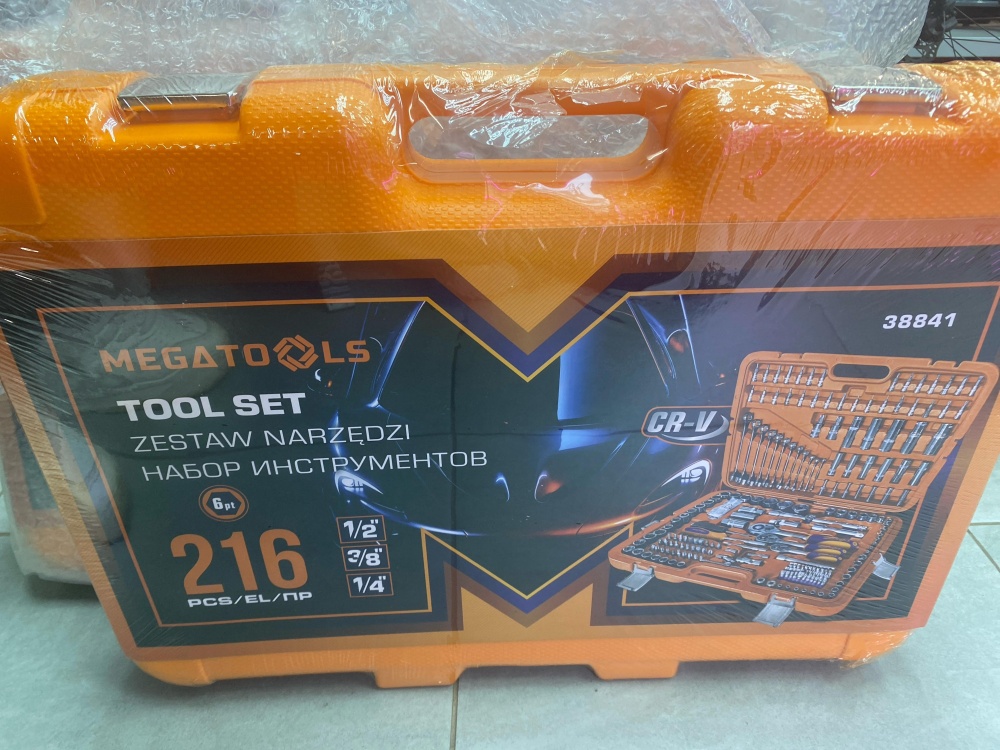 38841
MEGATOOLS
TOOL SET
ZESTAW NARZĘDZI
НАБОР ИНСТРУМЕНТОВ
CR-V
6pt
216
PCS/EL/ПР
1/2"
3/8"
1/4"